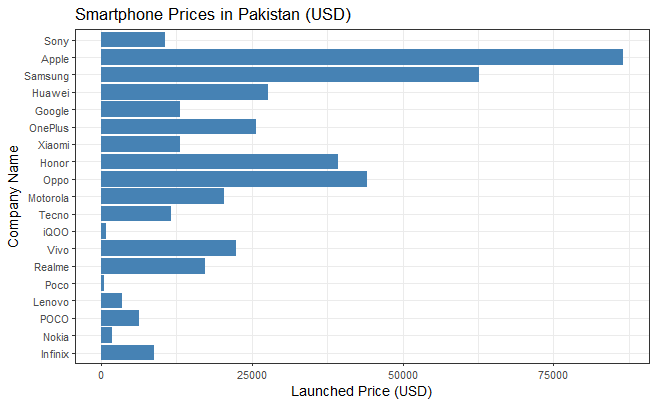 Smartphone Prices in Pakistan (USD)
Sony
Apple
Samsung
Huawei
Google
OnePlus
Xiaomi
Honor
Oppo
Motorola
Tecno
iQOO
Vivo
Realme
Poco
Lenovo
POCO
Nokia
Infinix
Company Name
0 25000 50000 75000
Launched Price (USD)